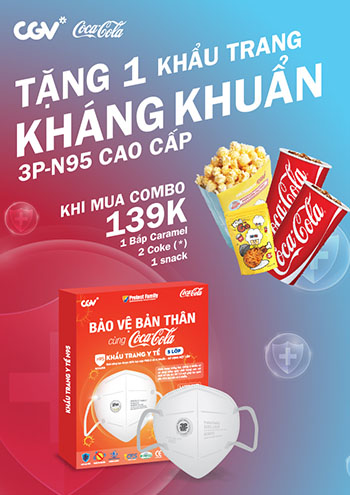 CGV* Coca-Cola
TẶNG 1 KHẨU TRANG
KHÁNG KHUẨN
3P-N95 CAO CẤP
KHI MUA COMBO
139K
1 Bắp Caramel
2 Coke (*)
1 snack
Coca-Cola
Coca-Cola
CGV* Protect Family Coca-Cola
BẢO VỆ BẢN THÂN
cùng Coca-Cola
KHẨU TRANG Y TẾ 5 LỚP
KHẨU TRANG Y TẾ N95